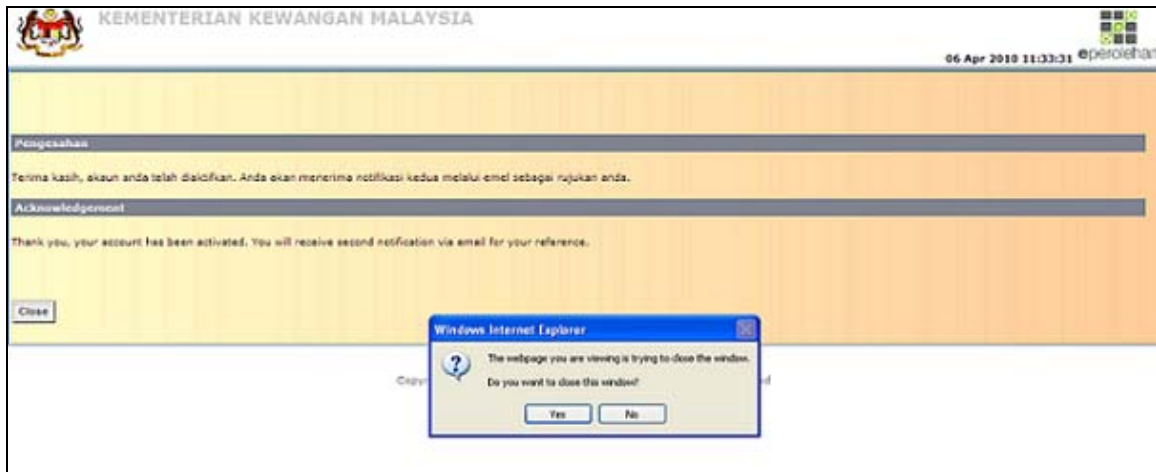 KEMENTERIAN KEWANGAN MALAYSIA
06 Apr 2010 11:33:31 eperolehan
Pengesahan
Terima kasih, akaun anda telah diaktifkan. Anda akan menerima notifikasi kedua melalui emel sebagai rujukan anda.
Acknowledgement
Thank you, your account has been activated. You will receive second notification via email for your reference.
Close
Windows Internet Explorer
The webpage you are viewing is trying to close the window.
Do you want to close this window?
Yes No